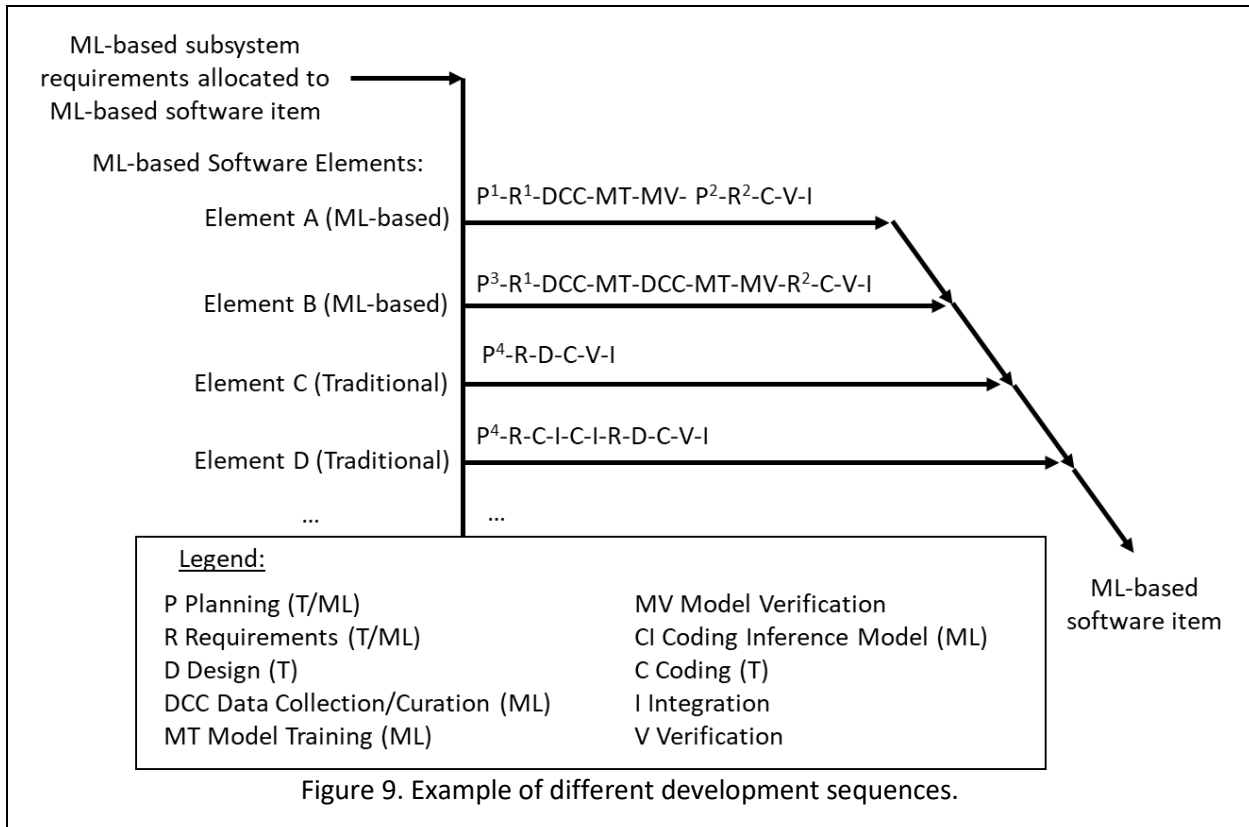 ML-based subsystem
requirements allocated to
ML-based software item
ML-based Software Elements:
P¹-R¹-DCC-MT-MV- P²-R²-C-V-I
Element A (ML-based)
P³-R¹-DCC-MT-DCC-MT-MV-R²-C-V-I
Element B (ML-based)
P⁴-R-D-C-V-I
Element C (Traditional)
P⁴-R-C-I-C-I-R-D-C-V-I
Element D (Traditional)
...
...
ML-based
software item
Legend:
P Planning (T/ML)
R Requirements (T/ML)
D Design (T)
DCC Data Collection/Curation (ML)
MT Model Training (ML)
MV Model Verification
CI Coding Inference Model (ML)
C Coding (T)
I Integration
V Verification
Figure 9. Example of different development sequences.